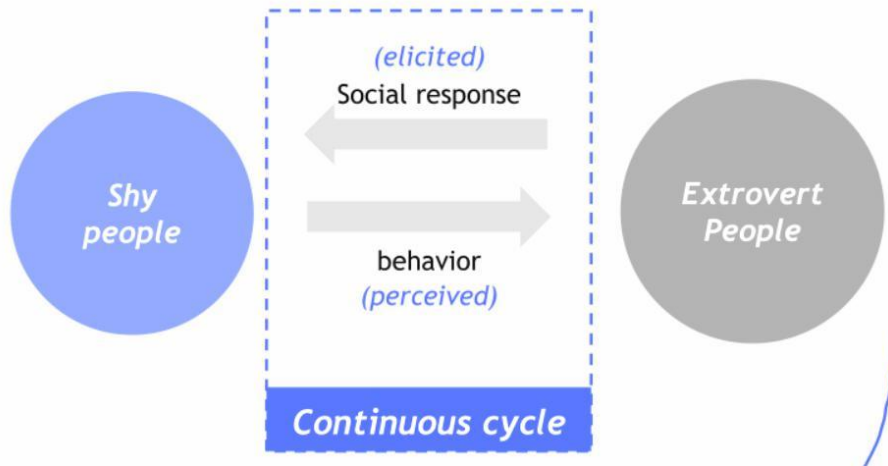 (elicited)
Social response
Shy
people
Extrovert
People
behavior
(perceived)
Continuous cycle